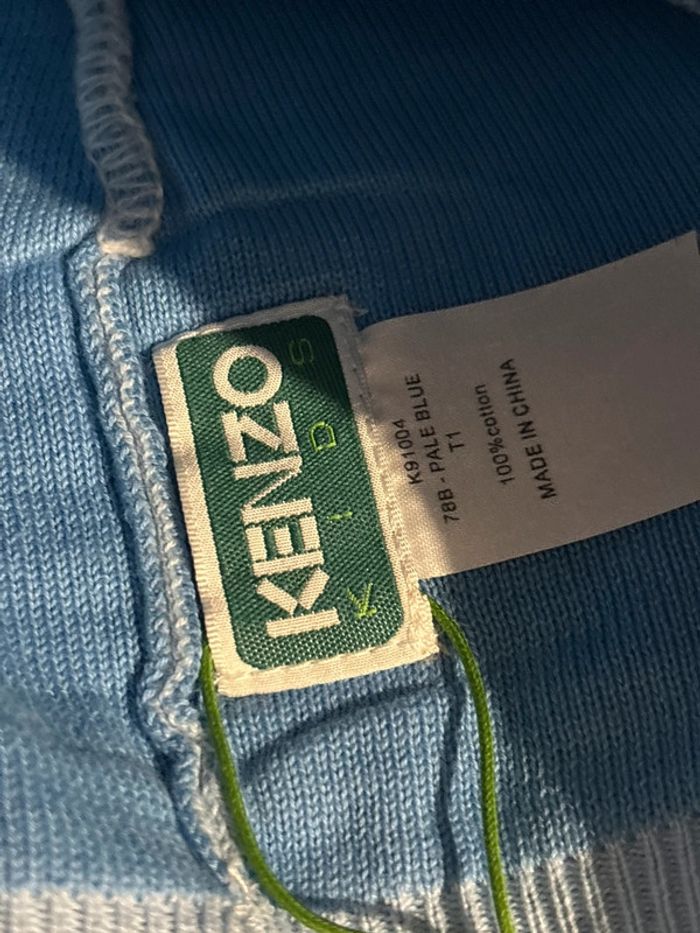 KENZO
KIDS
K91004
78B - PALE BLUE
T1
100%cotton
MADE IN CHINA